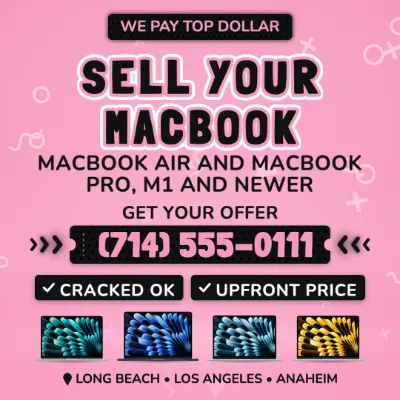 WE PAY TOP DOLLAR
SELL YOUR
MACBOOK
MACBOOK AIR AND MACBOOK
PRO, M1 AND NEWER
GET YOUR OFFER
(714) 555-0111
CRACKED OK
UPFRONT PRICE
LONG BEACH • LOS ANGELES • ANAHEIM